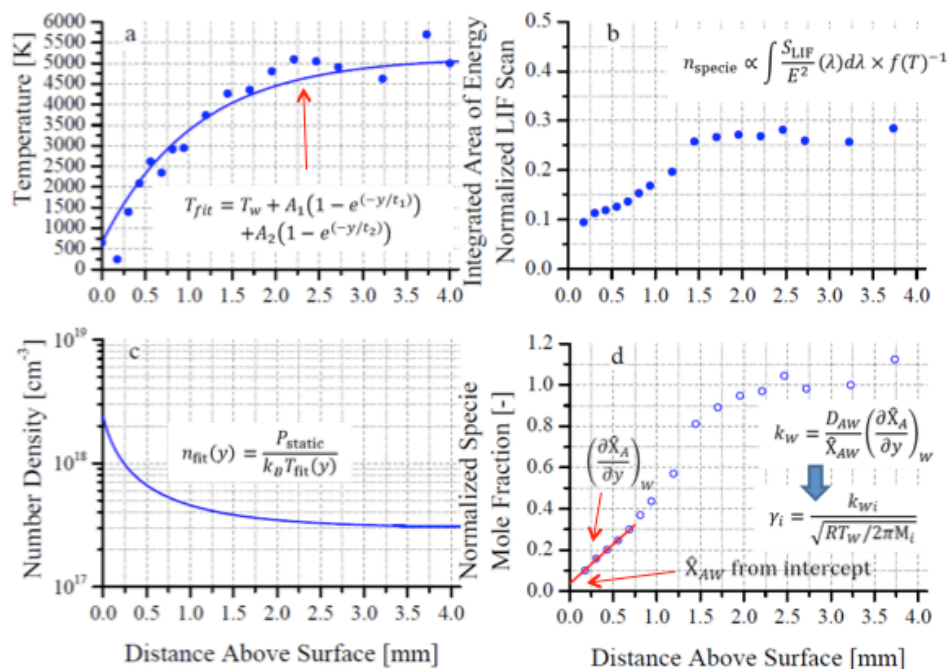 a
Temperature [K]
6000
5500
5000
4500
4000
3500
3000
2500
2000
1500
1000
500
0
0.0 0.5 1.0 1.5 2.0 2.5 3.0 3.5 4.0
T_fit = T_w + A_1(1 − e^(−y/t_1))
+A_2(1 − e^(−y/t_2))
b
Integrated Area of Energy
Normalized LIF Scan
0.5
0.4
0.3
0.2
0.1
0.0
0.0 0.5 1.0 1.5 2.0 2.5 3.0 3.5 4.0
n_specie ∝ ∫ S_LIF/E^2 (λ)dλ × f(T)^−1
c
Number Density [cm^-3]
10^19
10^18
10^17
0.0 0.5 1.0 1.5 2.0 2.5 3.0 3.5 4.0
n_fit(y) = P_static/k_B T_fit(y)
Distance Above Surface [mm]
d
Normalized Specie
Mole Fraction [-]
1.2
1.0
0.8
0.6
0.4
0.2
0.0
0.0 0.5 1.0 1.5 2.0 2.5 3.0 3.5 4.0
(∂X̂_A/∂y)_W
k_W = D_AW/X̂_AW (∂X̂_A/∂y)_W
γ_i = k_Wi/√(RT_W/2πM_i)
X̂_AW from intercept
Distance Above Surface [mm]